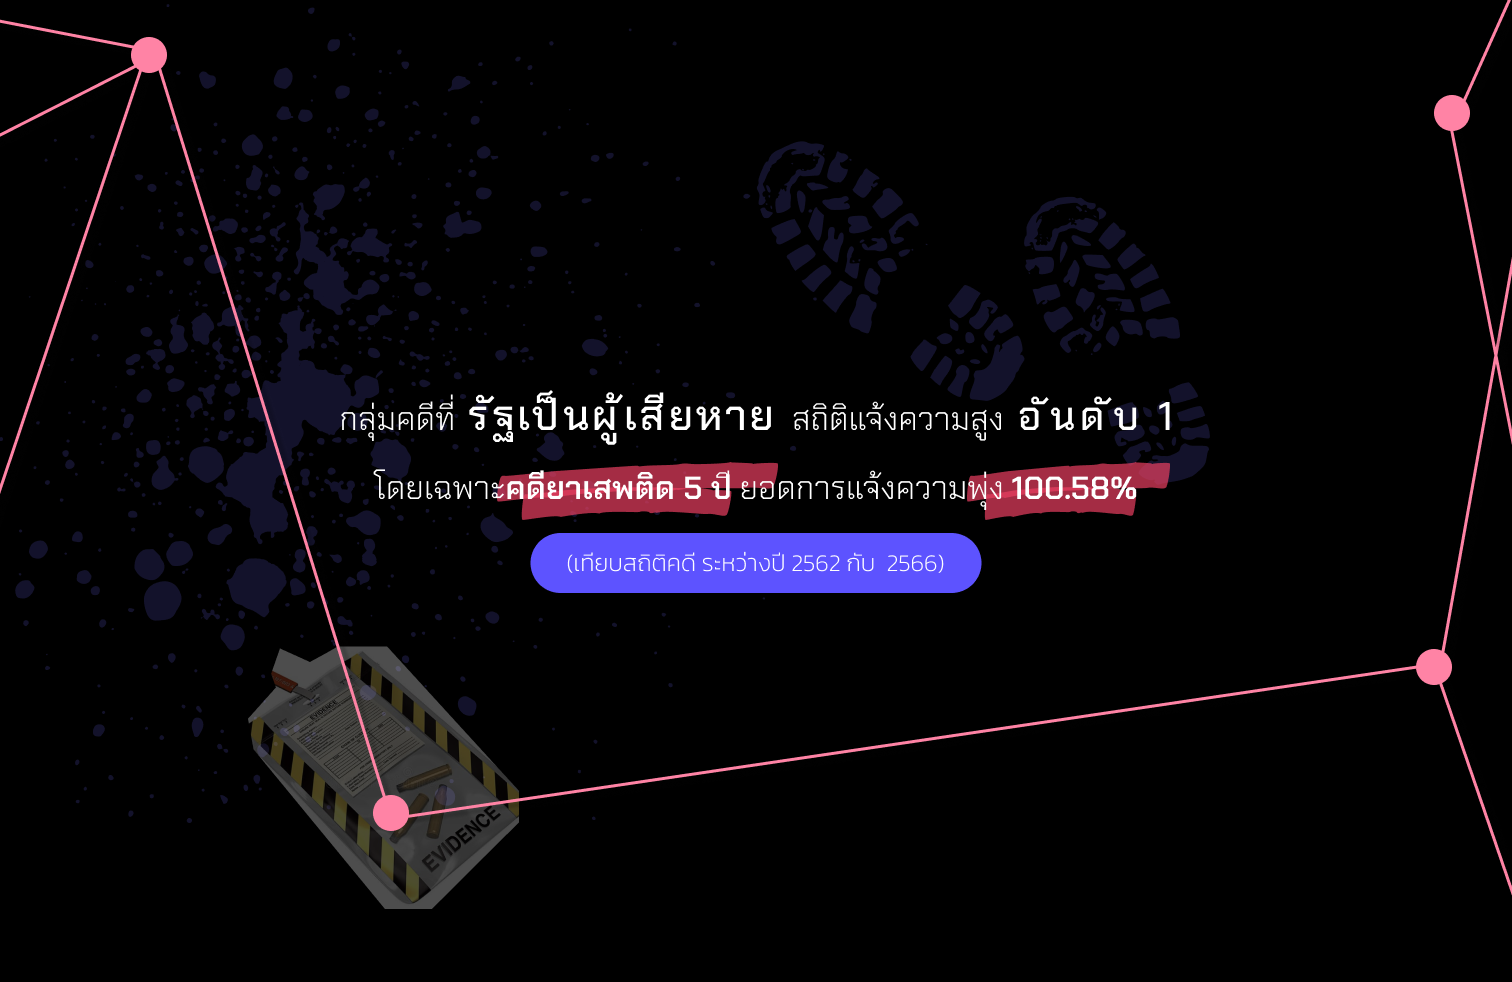 กลุ่มคดีที่ รัฐเป็นผู้เสียหาย สถิติแจ้งความสูง อันดับ 1
โดยเฉพาะคดียาเสพติด 5 ปี ยอดการแจ้งความพุ่ง 100.58%
(เทียบสถิติคดี ระหว่างปี 2562 กับ 2566)
EVIDENCE
EVIDENCE